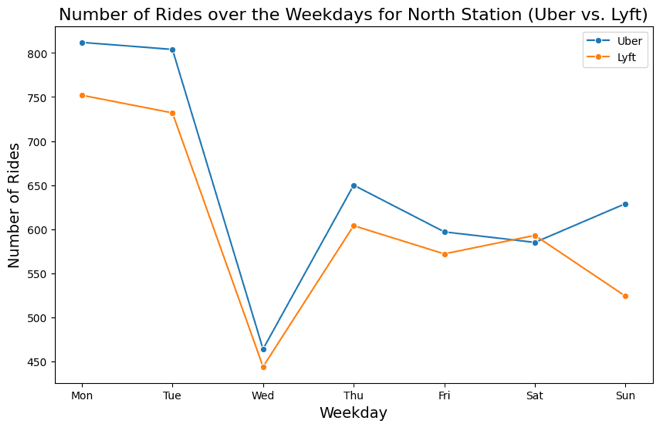 Number of Rides over the Weekdays for North Station (Uber vs. Lyft)
Uber
Lyft
Number of Rides
800
750
700
650
600
550
500
450
Mon Tue Wed Thu Fri Sat Sun
Weekday